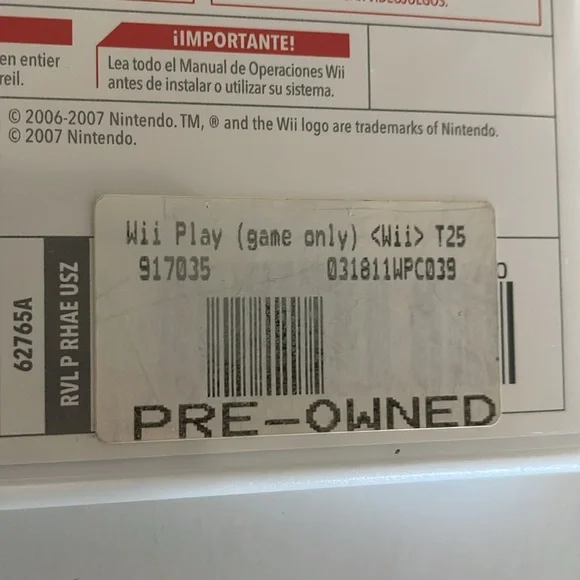 ¡IMPORTANTE!
en entier
reil.
Lea todo el Manual de Operaciones Wii
antes de instalar o utilizar su sistema.
© 2006-2007 Nintendo. TM, ® and the Wii logo are trademarks of Nintendo.
© 2007 Nintendo.
Wii Play (game only) <Wii> T25
917035 031811WPC039
PRE-OWNED
62765A
RVL P RHAE USZ